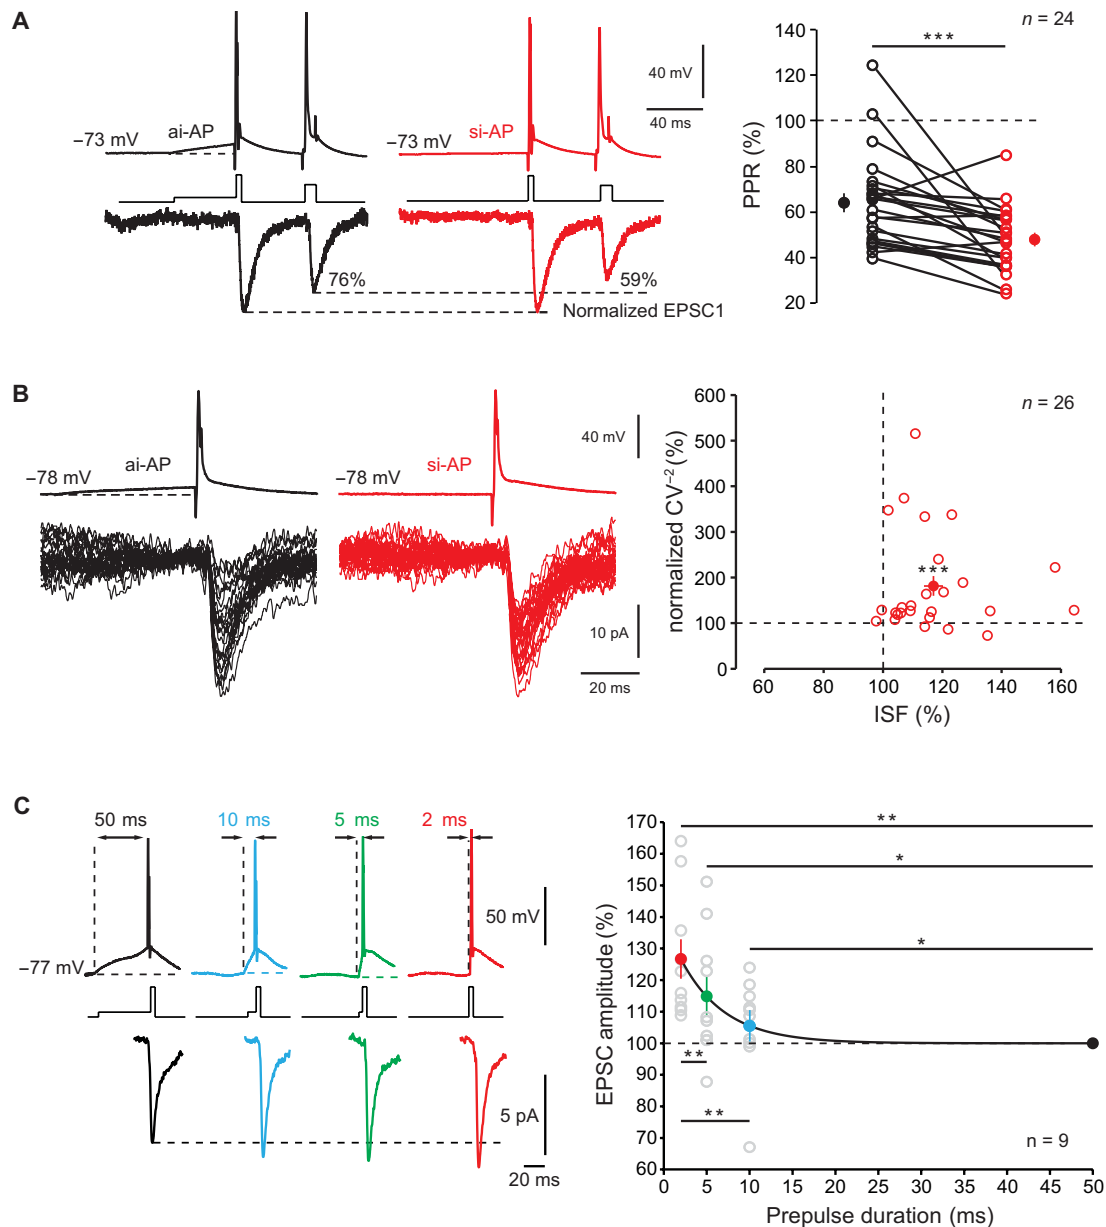 A
−73 mV
ai-AP
−73 mV
si-AP
40 mV
40 ms
76%
59%
Normalized EPSC1
n = 24
***
PPR (%)
140
120
100
80
60
40
20
B
−78 mV
ai-AP
−78 mV
si-AP
40 mV
10 pA
20 ms
n = 26
normalized CV⁻² (%)
600
500
400
300
200
100
0
***
60
80
100
120
140
160
ISF (%)
C
50 ms
10 ms
5 ms
2 ms
−77 mV
50 mV
5 pA
20 ms
EPSC amplitude (%)
170
160
150
140
130
120
110
100
90
80
70
60
**
*
*
**
**
n = 9
0
5
10
15
20
25
30
35
40
45
50
Prepulse duration (ms)